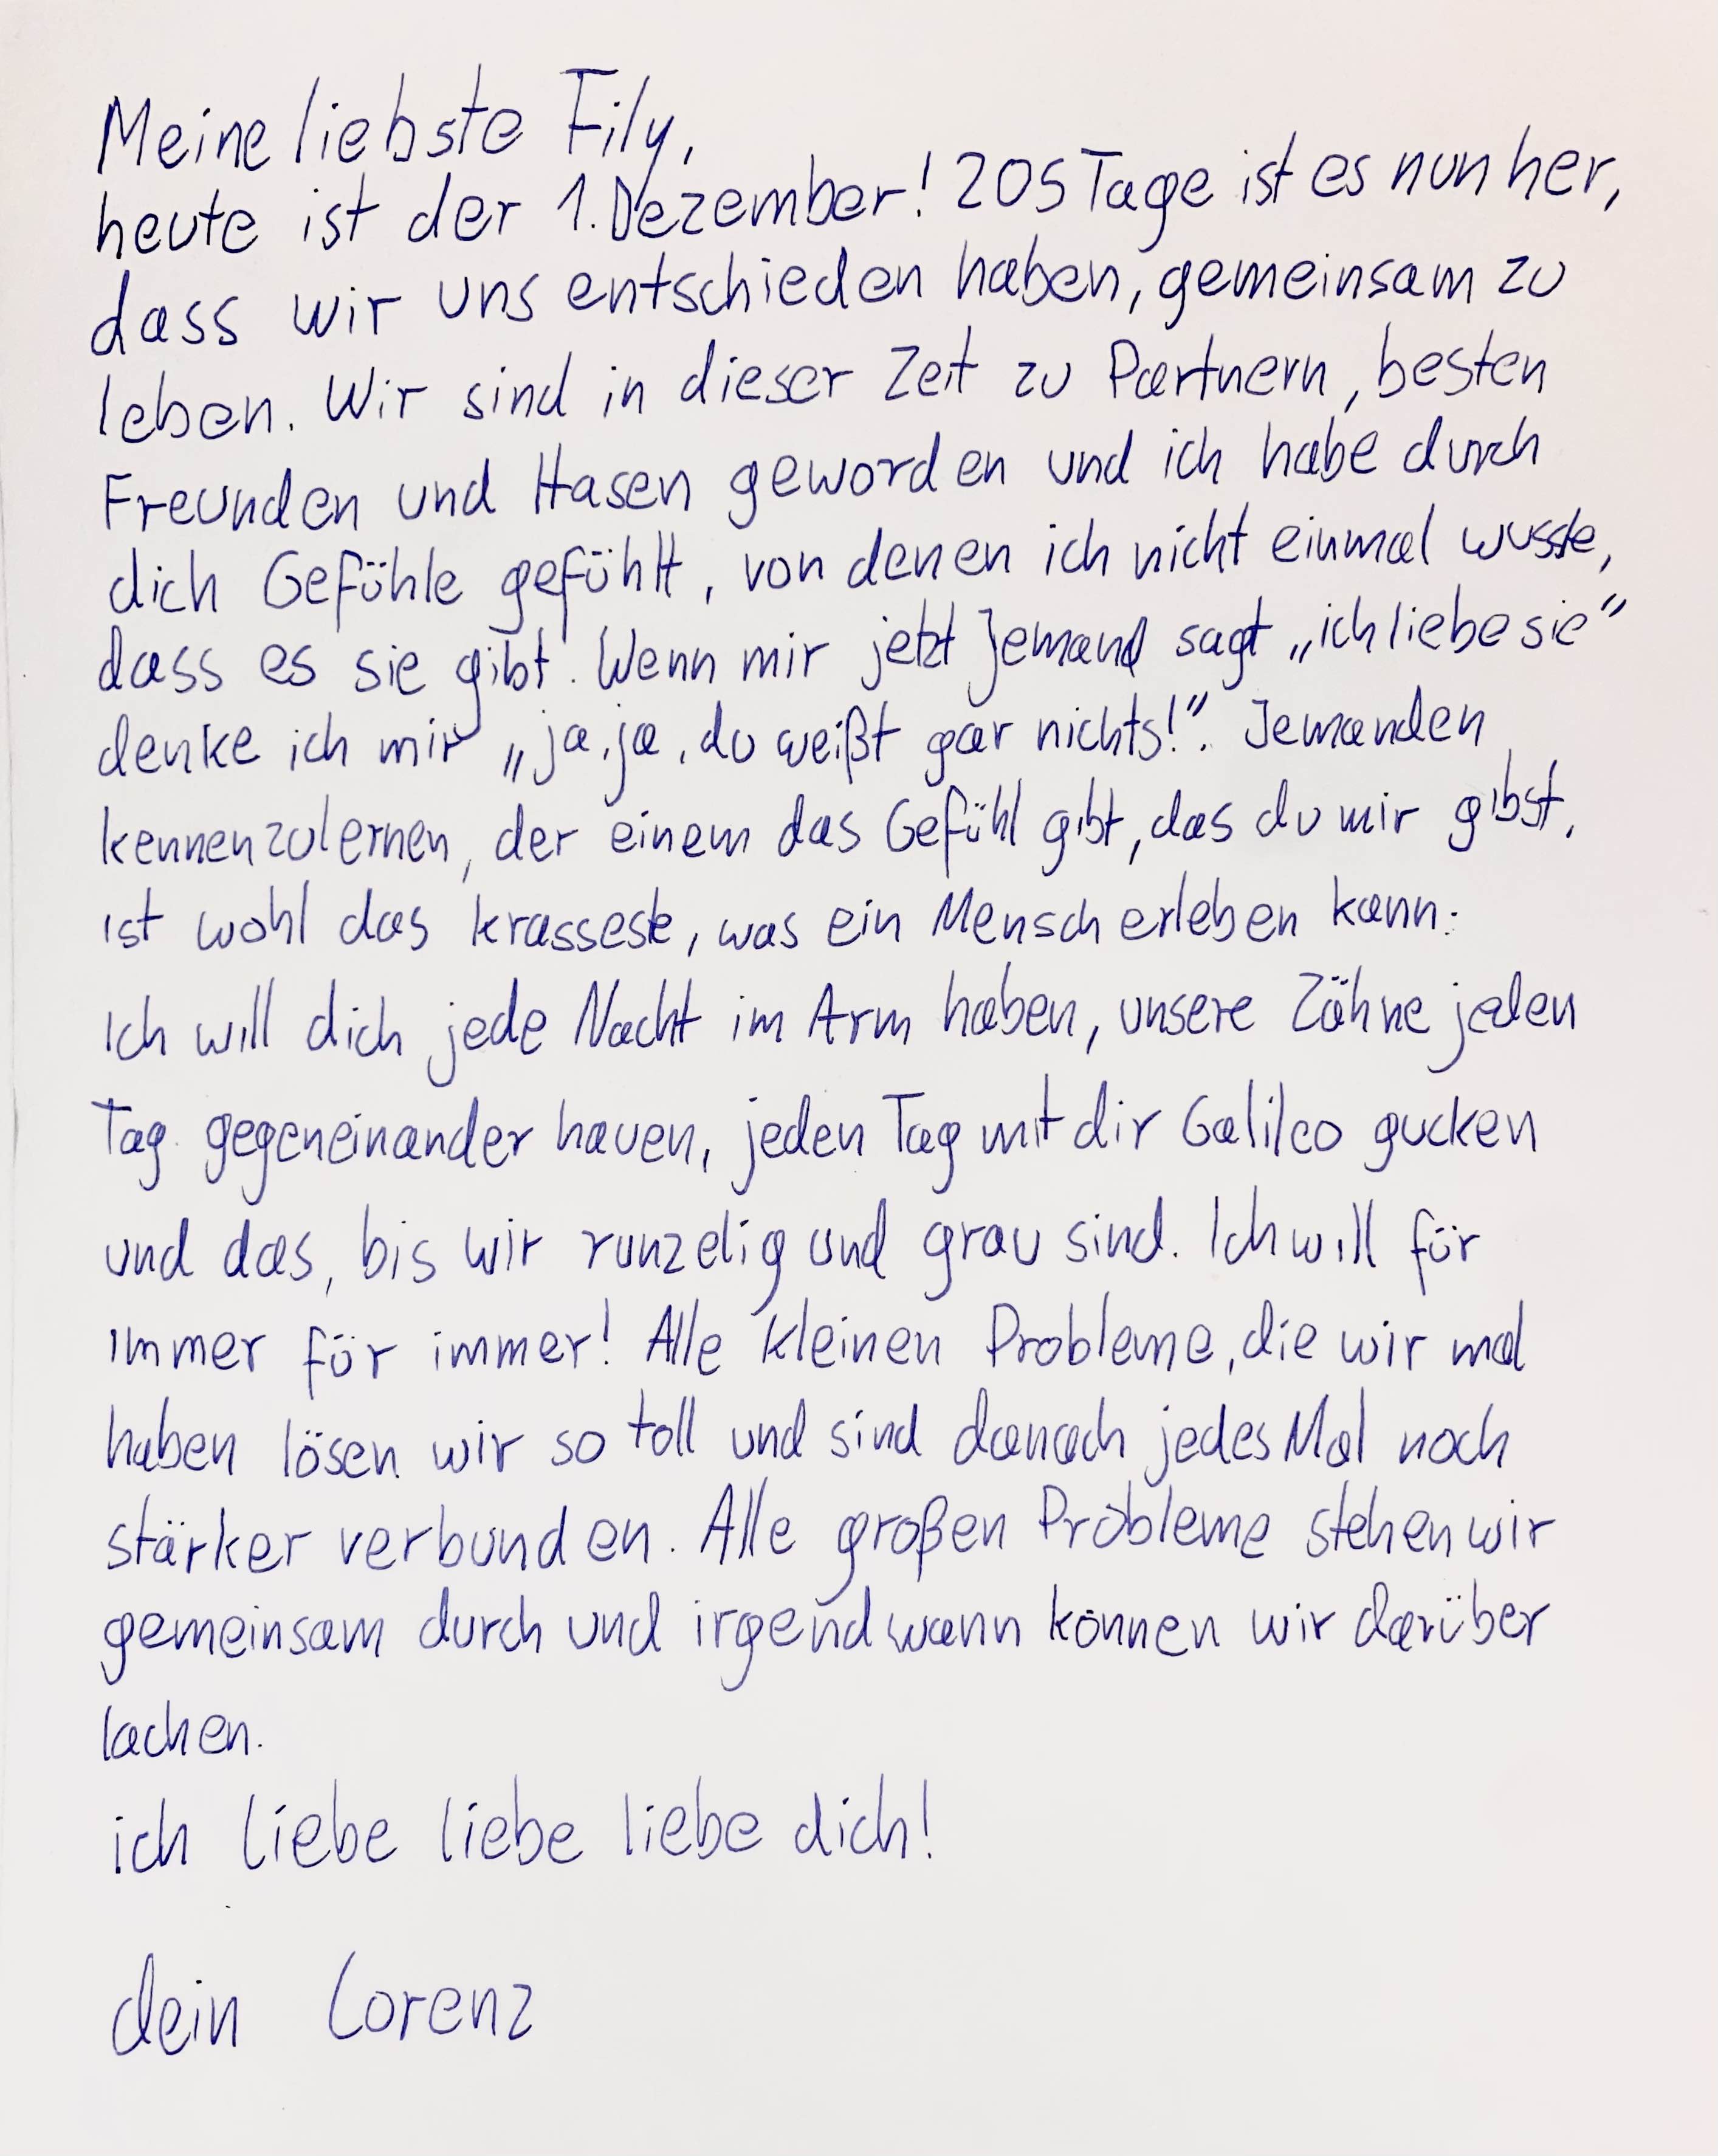 Meine liebste Fily,
heute ist der 1. Dezember! 205 Tage ist es nun her,
dass wir uns entschieden haben, gemeinsam zu
leben. Wir sind in dieser Zeit zu Partnern, besten
Freunden und Hasen geworden und ich habe durch
dich Gefühle gefühlt, von denen ich nicht einmal wusste,
dass es sie gibt. Wenn mir jetzt Jemand sagt „ich liebe sie"
denke ich mir „ja, ja, du weißt gar nichts!". Jemanden
kennenzulernen, der einem das Gefühl gibt, das du mir gibst,
ist wohl das krasseste, was ein Mensch erleben kann.
Ich will dich jede Nacht im Arm haben, unsere Zähne jeden
Tag gegeneinander hauen, jeden Tag mit dir Galileo gucken
und das, bis wir runzelig und grau sind. Ich will für
immer für immer! Alle kleinen Probleme, die wir mal
haben lösen wir so toll und sind danach jedes Mal noch
stärker verbunden. Alle großen Probleme stehen wir
gemeinsam durch und irgendwann können wir darüber
lachen.
ich liebe liebe liebe dich!
dein Lorenz